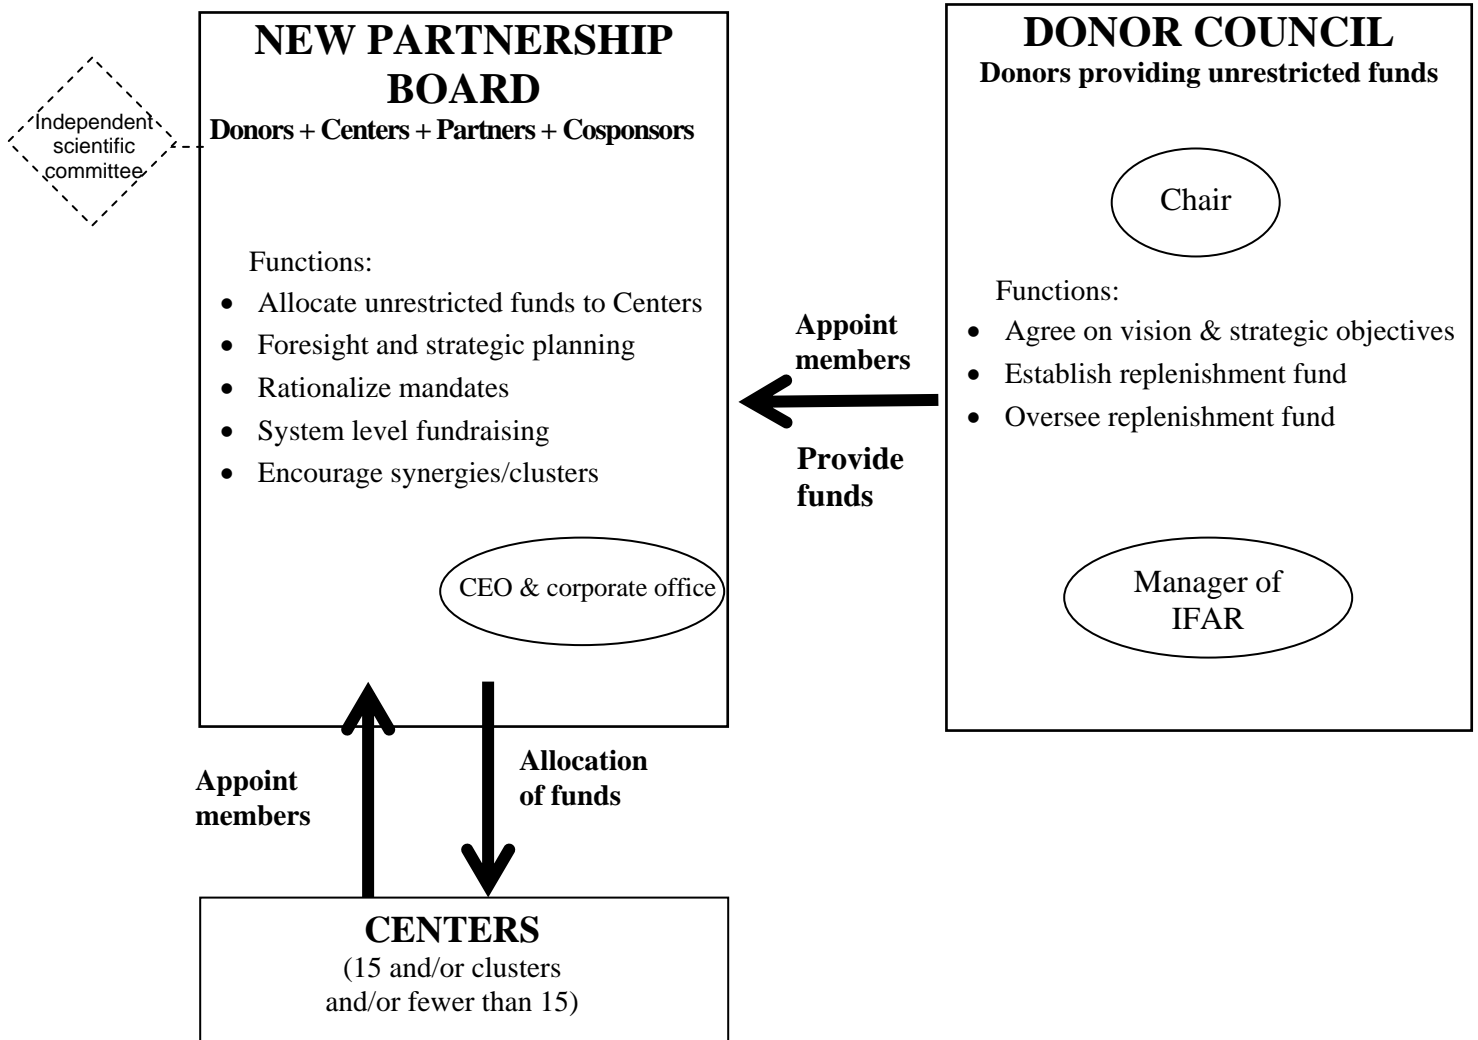 NEW PARTNERSHIP
BOARD
Donors + Centers + Partners + Cosponsors
Independent
scientific
committee
Functions:
• Allocate unrestricted funds to Centers
• Foresight and strategic planning
• Rationalize mandates
• System level fundraising
• Encourage synergies/clusters
CEO & corporate office
Appoint
members
Provide
funds
DONOR COUNCIL
Donors providing unrestricted funds
Chair
Functions:
• Agree on vision & strategic objectives
• Establish replenishment fund
• Oversee replenishment fund
Manager of
IFAR
Appoint
members
Allocation
of funds
CENTERS
(15 and/or clusters
and/or fewer than 15)